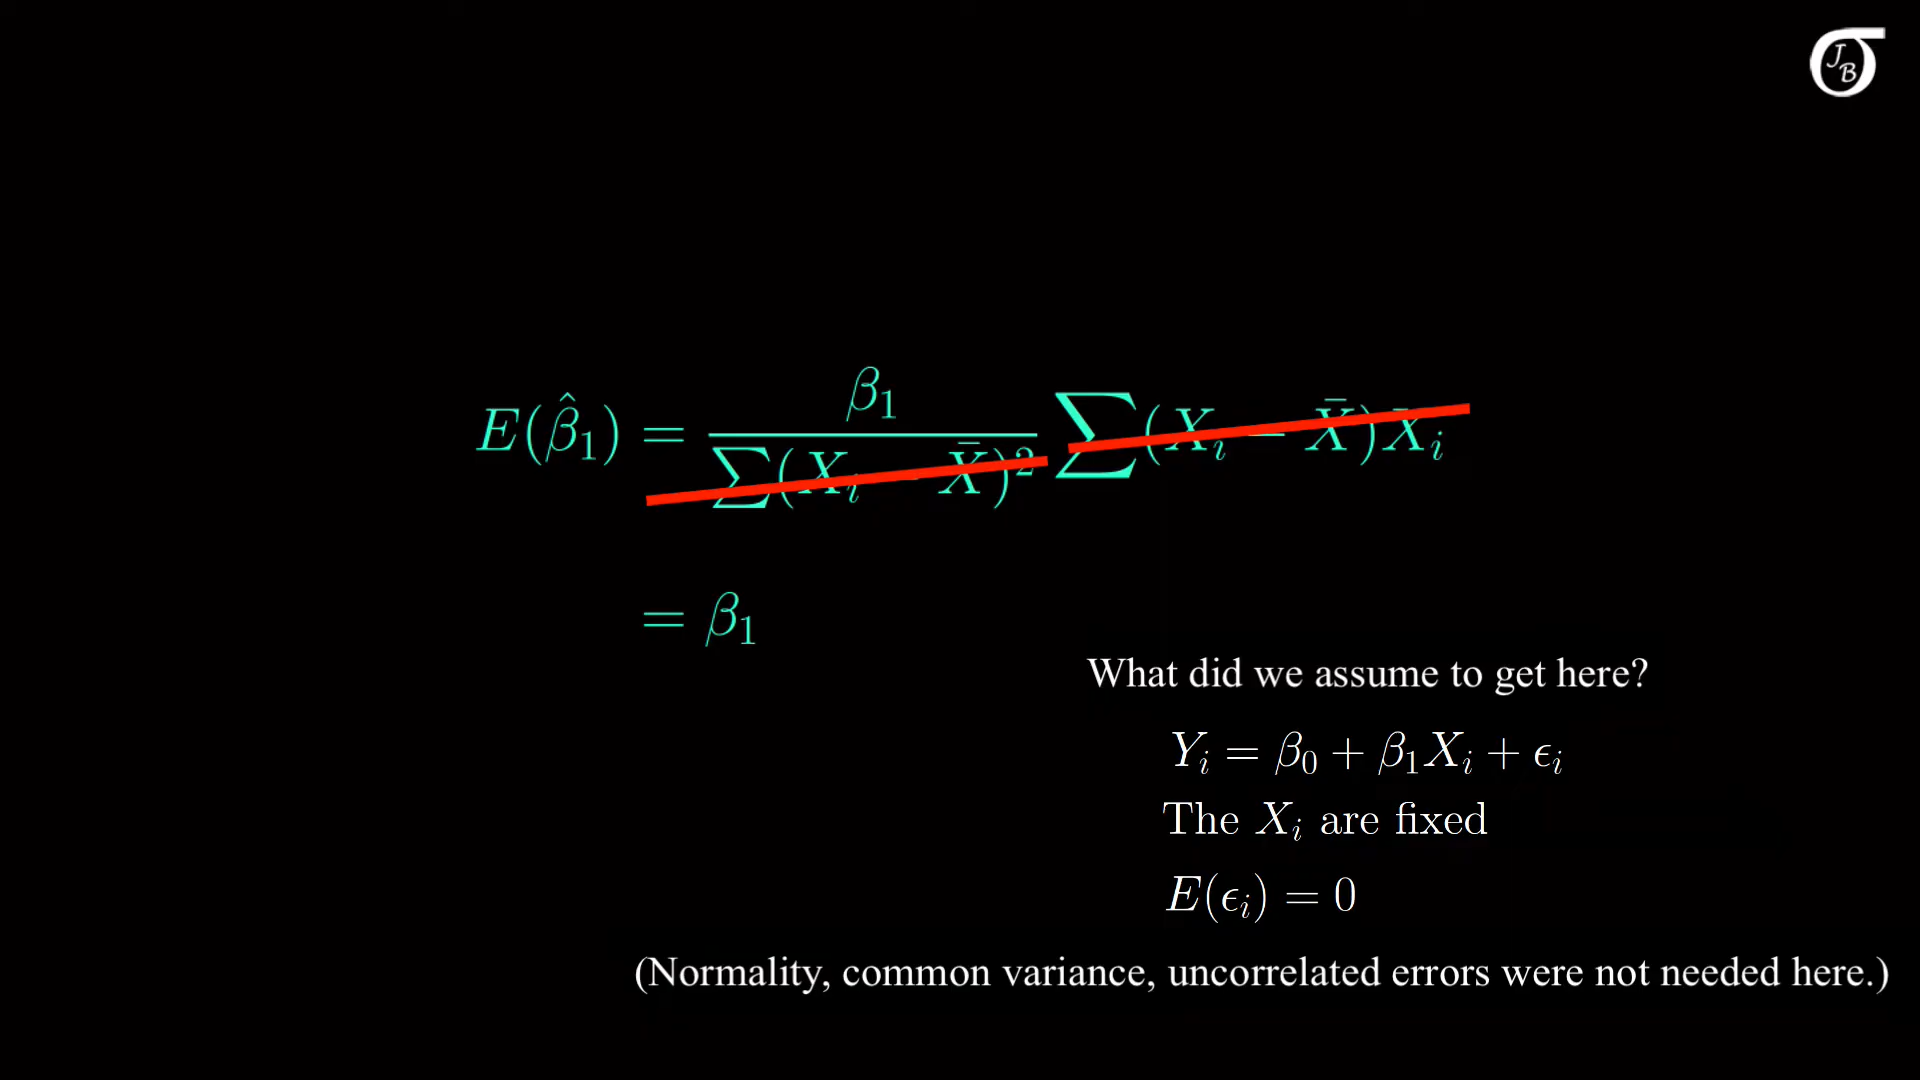 J B
E(β̂₁) = β₁ / ∑(Xᵢ − X̄)² ∑(Xᵢ − X̄)Xᵢ
= β₁
What did we assume to get here?
Yᵢ = β₀ + β₁Xᵢ + ϵᵢ
The Xᵢ are fixed
E(ϵᵢ) = 0
(Normality, common variance, uncorrelated errors were not needed here.)